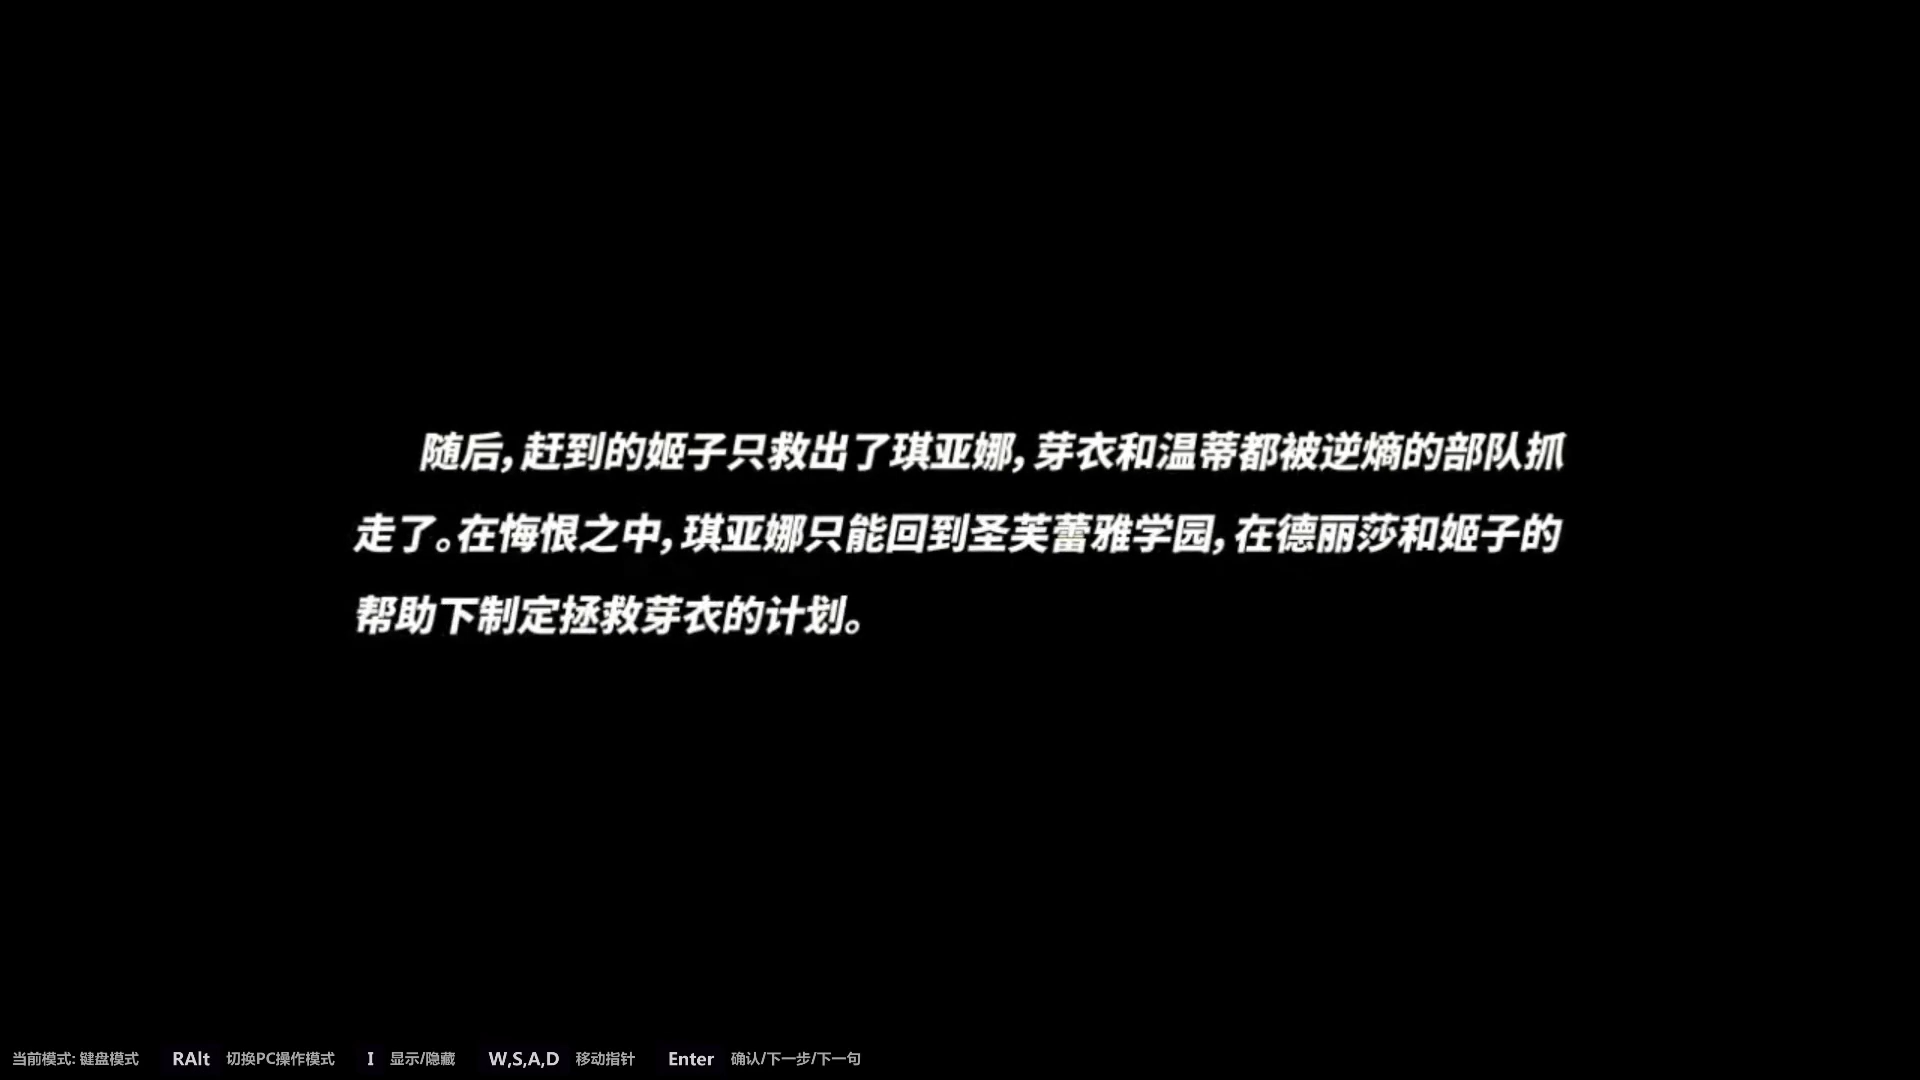 随后,赶到的姬子只救出了琪亚娜,芽衣和温蒂都被逆熵的部队抓
走了。在悔恨之中,琪亚娜只能回到圣芙蕾雅学园,在德丽莎和姬子的
帮助下制定拯救芽衣的计划。
当前模式: 键盘模式 RAlt 切换PC操作模式 I 显示/隐藏 W,S,A,D 移动指针 Enter 确认/下一步/下一句